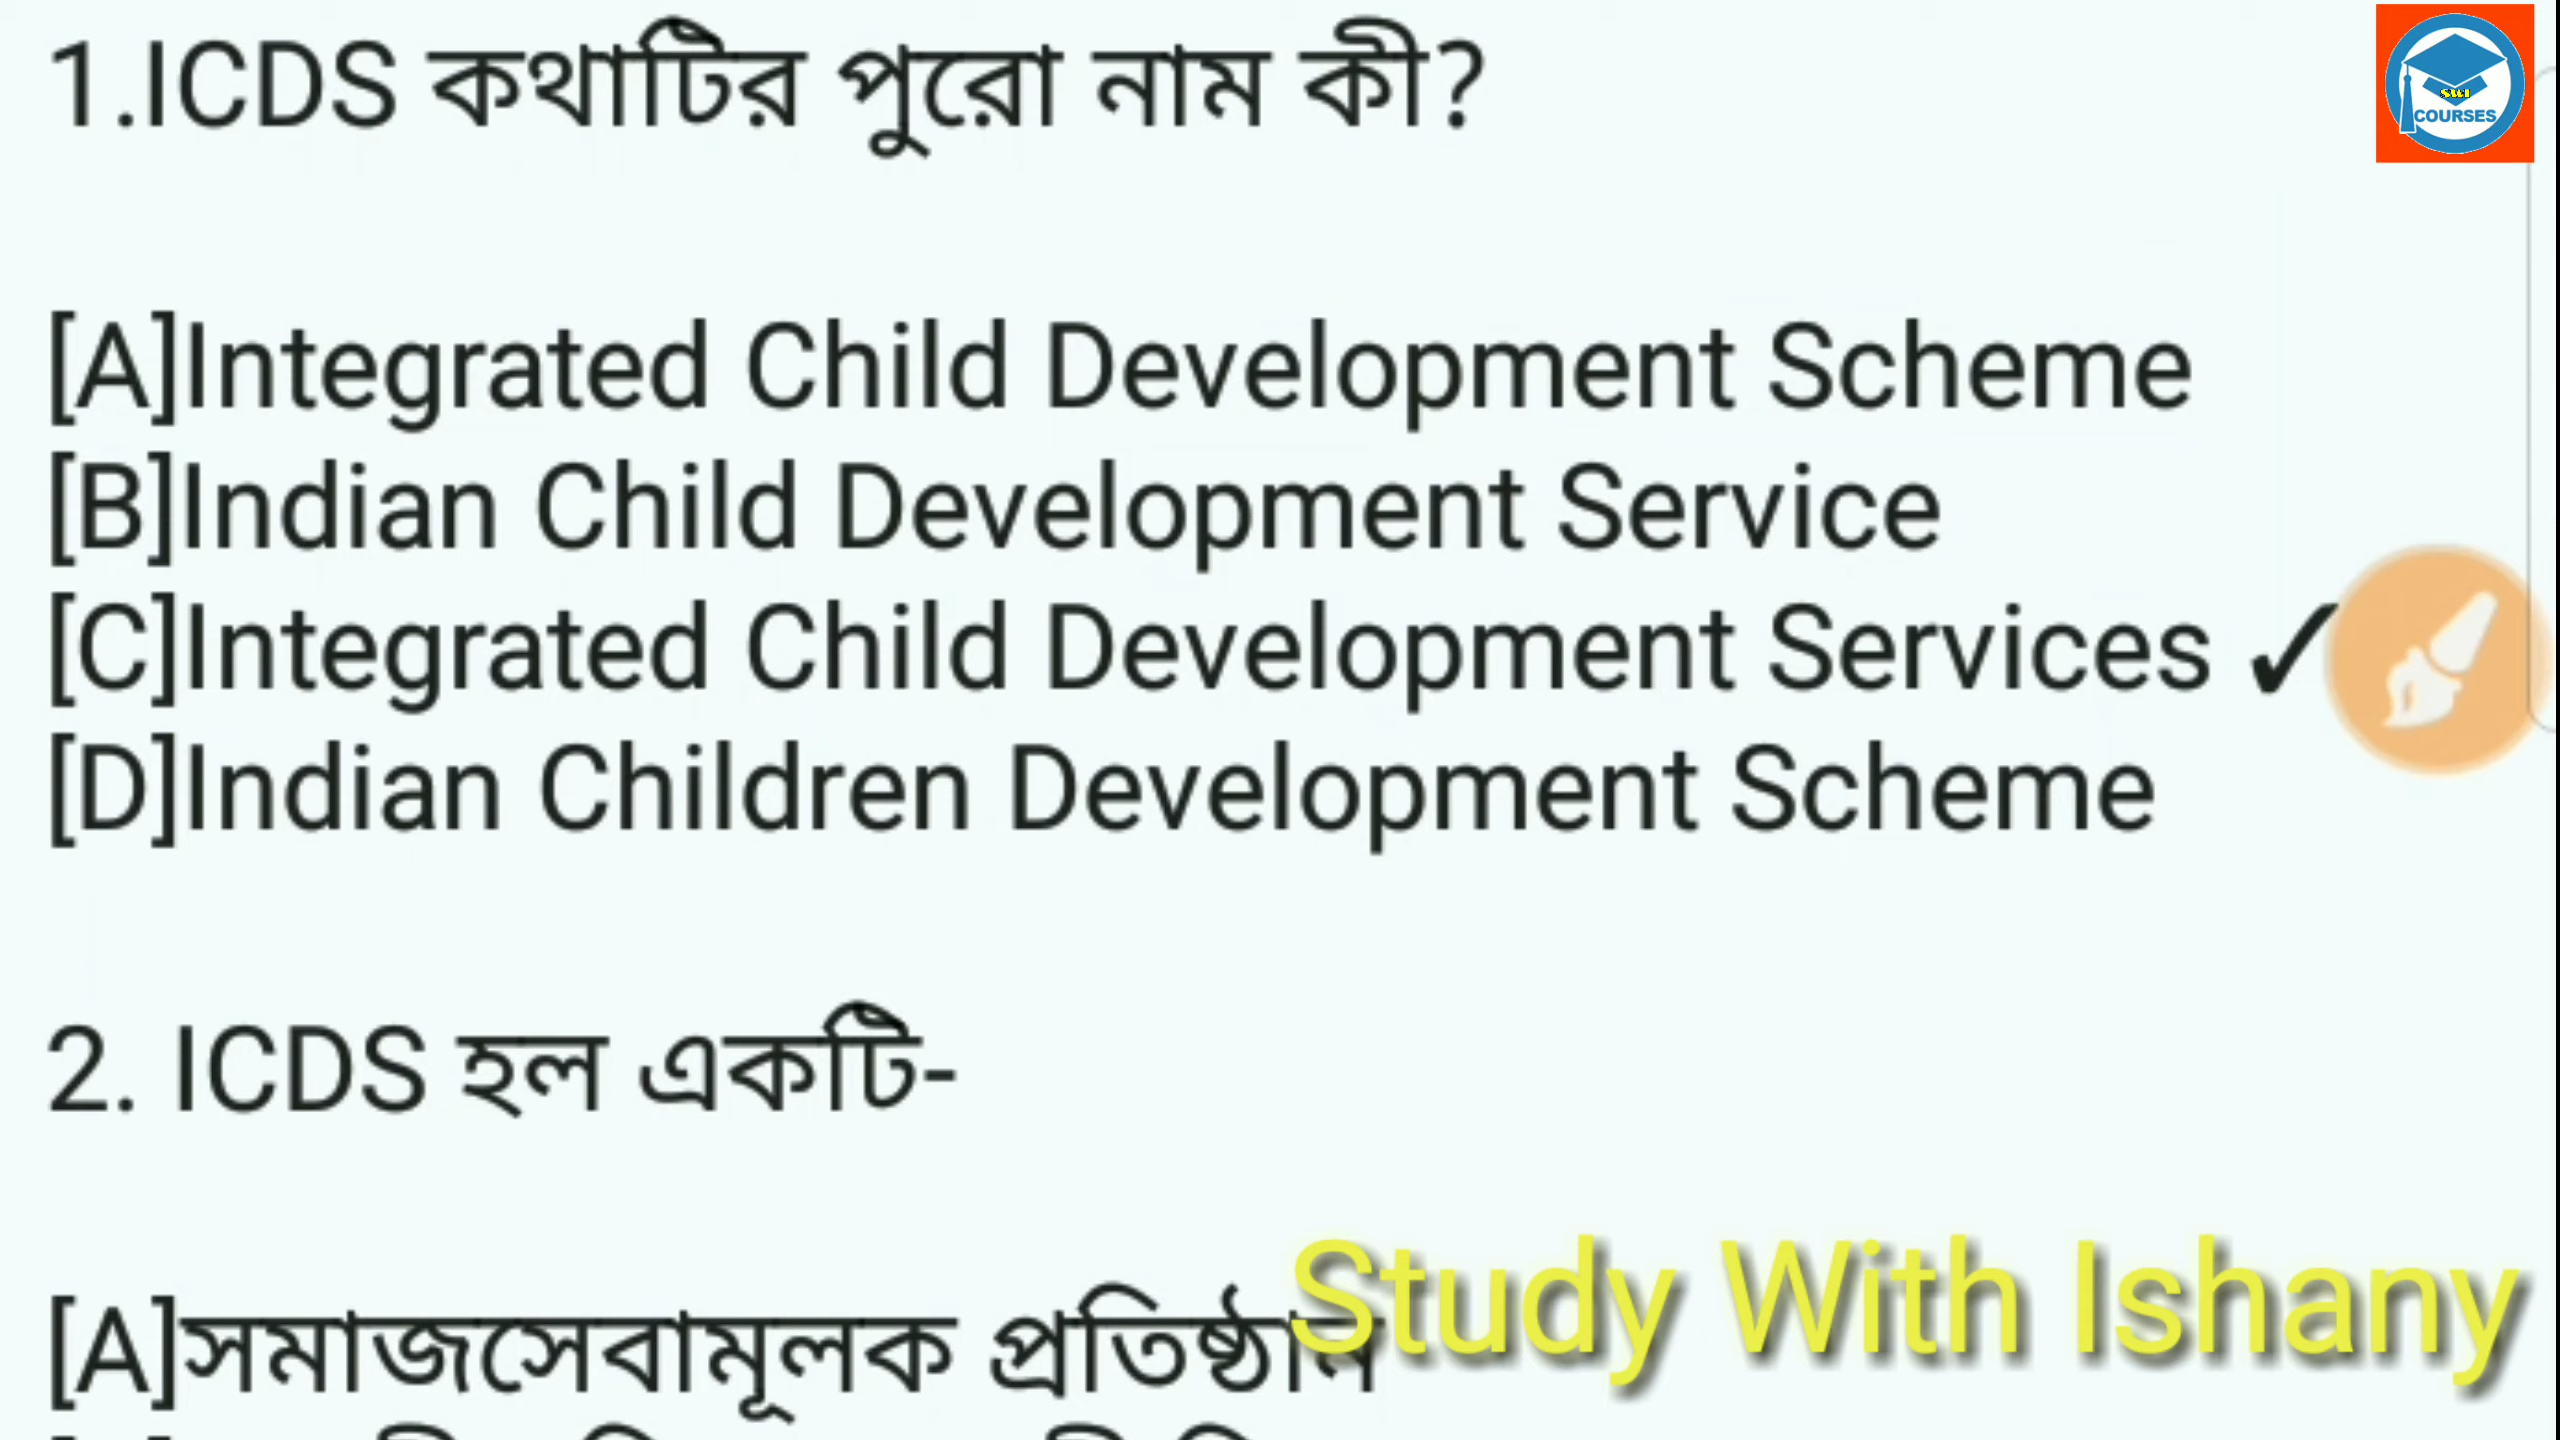 1.ICDS কথাটির পুরো নাম কী?
SWI
COURSES
[A]Integrated Child Development Scheme
[B]Indian Child Development Service
[C]Integrated Child Development Services ✓
[D]Indian Children Development Scheme
2. ICDS হল একটি-
[A]সমাজসেবামূলক প্রতিষ্ঠান
Study With Ishany